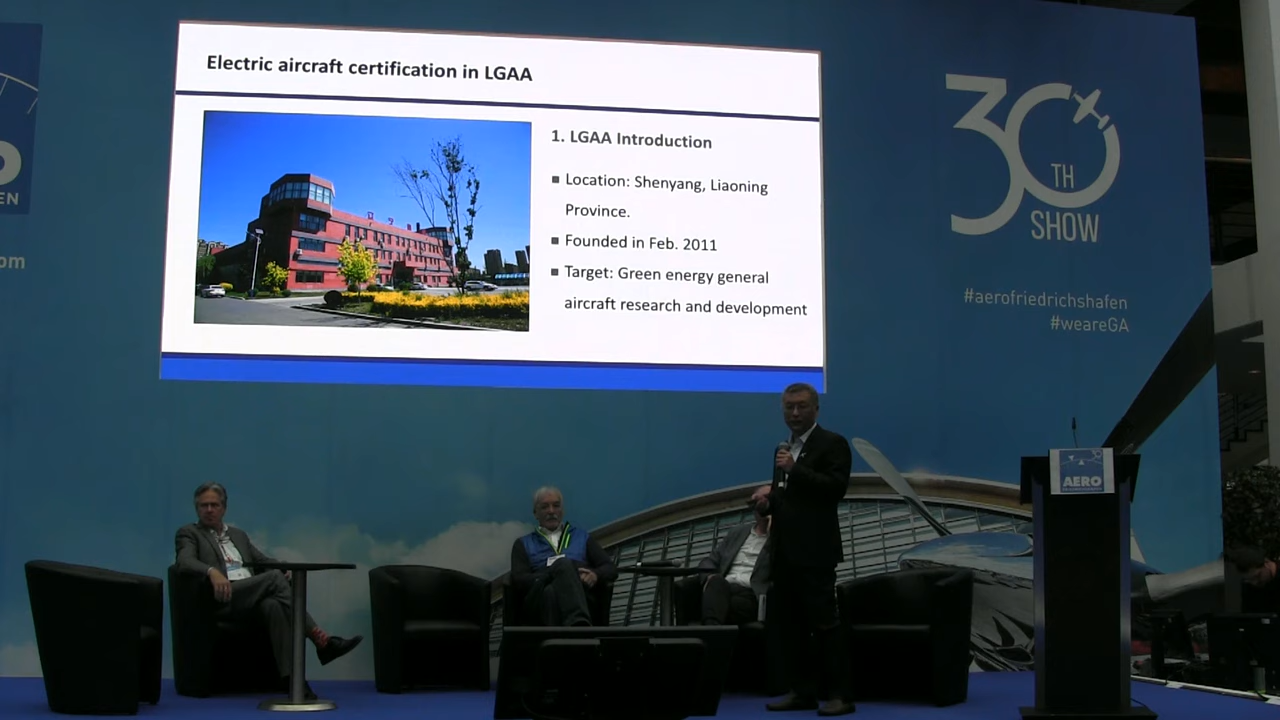 Electric aircraft certification in LGAA
1. LGAA Introduction
▪ Location: Shenyang, Liaoning
Province.
▪ Founded in Feb. 2011
▪ Target: Green energy general
aircraft research and development
30
TH
SHOW
#aerofriedrichshafen
#weareGA
O
EN
om
AERO